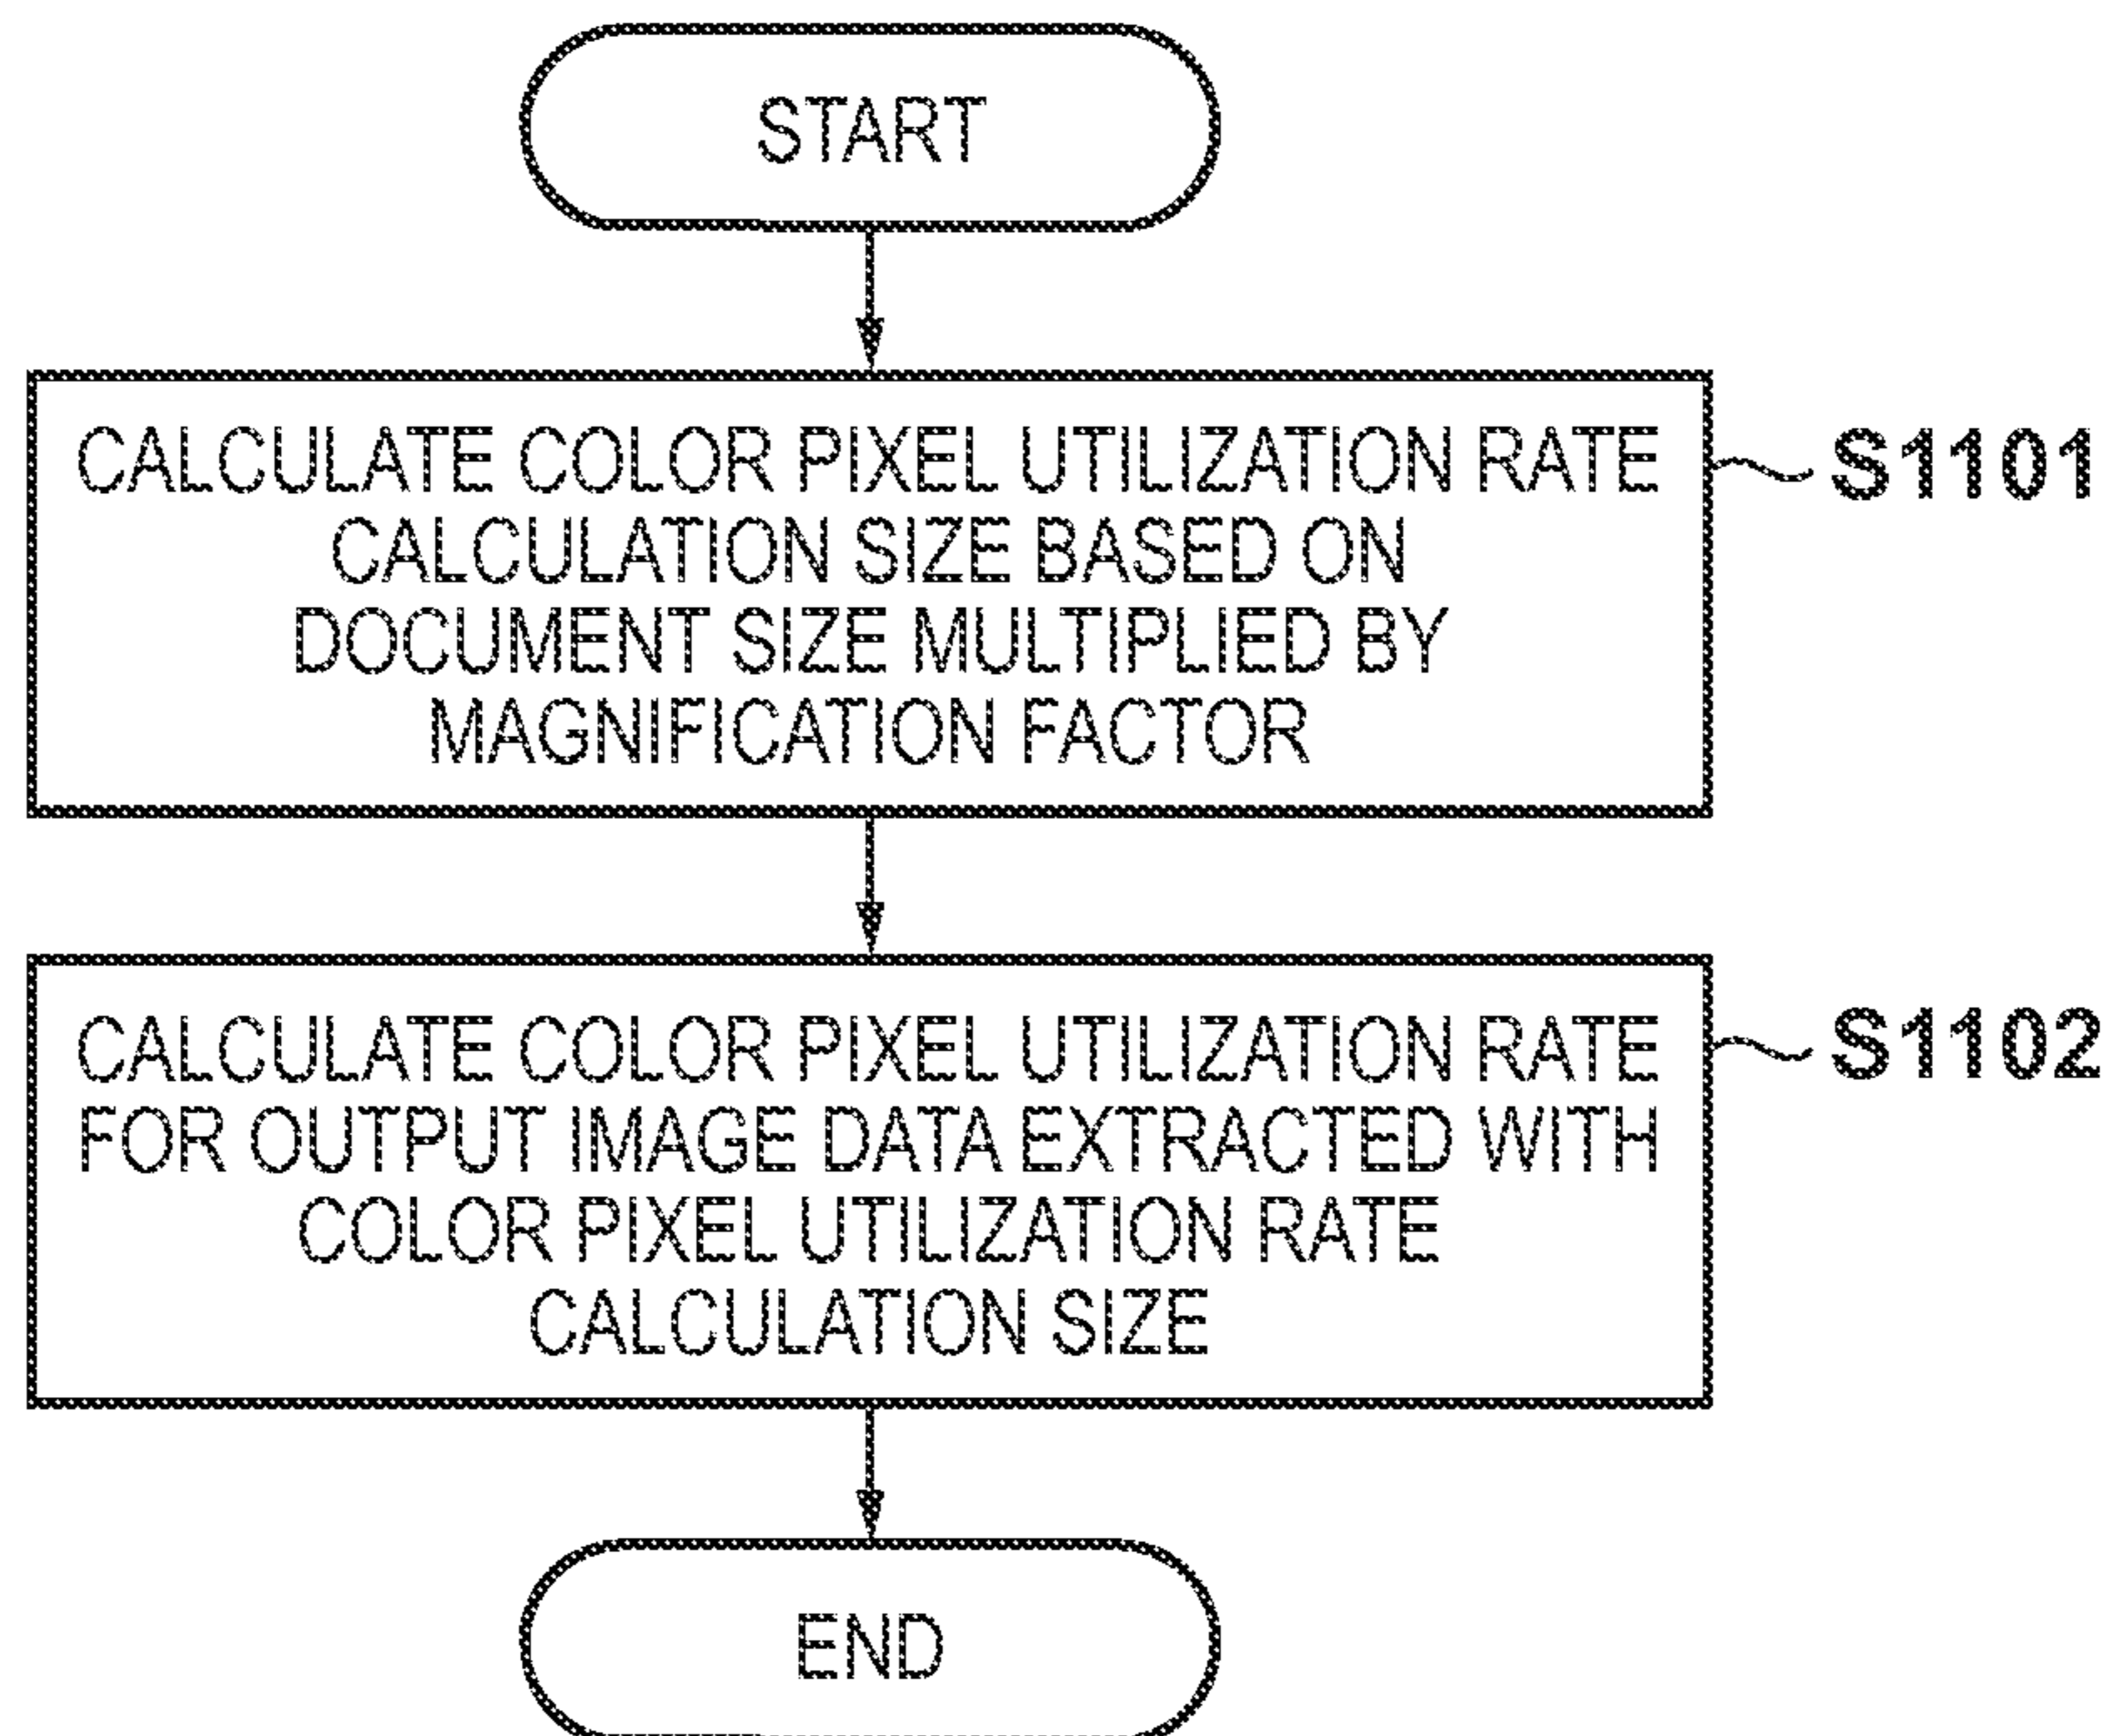 START
CALCULATE COLOR PIXEL UTILIZATION RATE
CALCULATION SIZE BASED ON
DOCUMENT SIZE MULTIPLIED BY
MAGNIFICATION FACTOR
S1101
CALCULATE COLOR PIXEL UTILIZATION RATE
FOR OUTPUT IMAGE DATA EXTRACTED WITH
COLOR PIXEL UTILIZATION RATE
CALCULATION SIZE
S1102
END